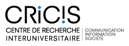 CRiCiS
CENTRE DE RECHERCHE
INTERUNIVERSITAIRE
COMMUNICATION
INFORMATION
SOCIÉTÉ